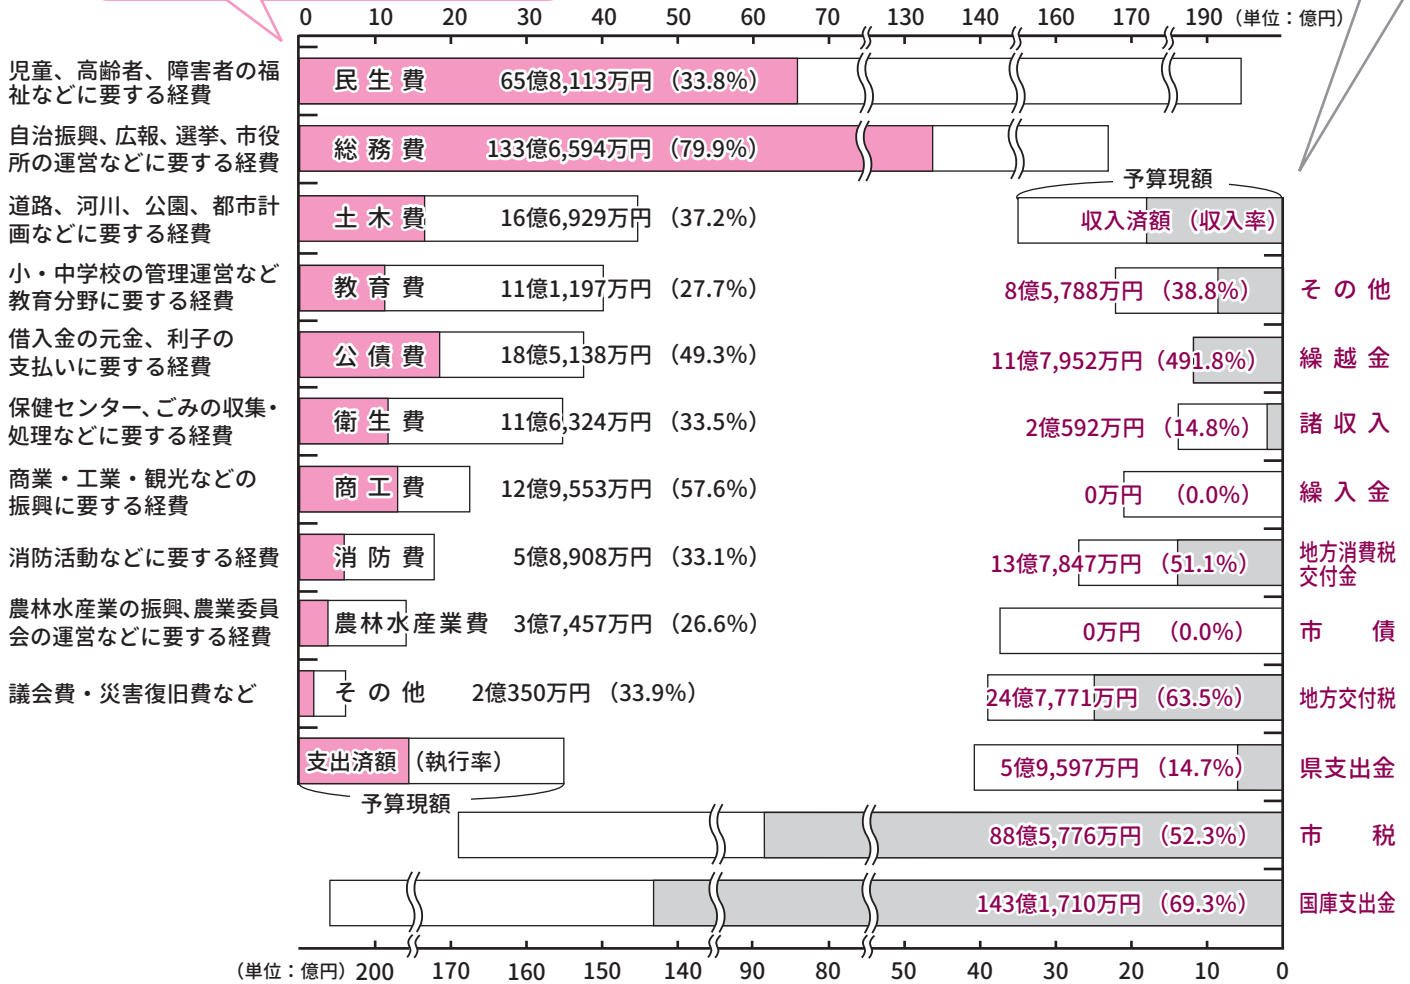 0 10 20 30 40 50 60 70 130 140 160 170 190 (単位：億円)
児童、高齢者、障害者の福
祉などに要する経費
民生費 65億8,113万円（33.8%）
自治振興、広報、選挙、市役
所の運営などに要する経費
総務費 133億6,594万円（79.9%）
道路、河川、公園、都市計
画などに要する経費
土木費 16億6,929万円（37.2%）
小・中学校の管理運営など
教育分野に要する経費
教育費 11億1,197万円（27.7%）
借入金の元金、利子の
支払いに要する経費
公債費 18億5,138万円（49.3%）
保健センター、ごみの収集・
処理などに要する経費
衛生費 11億6,324万円（33.5%）
商業・工業・観光などの
振興に要する経費
商工費 12億9,553万円（57.6%）
消防活動などに要する経費
消防費 5億8,908万円（33.1%）
農林水産業の振興、農業委員
会の運営などに要する経費
農林水産業費 3億7,457万円（26.6%）
議会費・災害復旧費など
その他 2億350万円（33.9%）
支出済額（執行率）
予算現額
予算現額
収入済額（収入率）
8億5,788万円（38.8%） その他
11億7,952万円（491.8%） 繰越金
2億592万円（14.8%） 諸収入
0万円（0.0%） 繰入金
13億7,847万円（51.1%） 地方消費税
交付金
0万円（0.0%） 市債
24億7,771万円（63.5%） 地方交付税
5億9,597万円（14.7%） 県支出金
88億5,776万円（52.3%） 市税
143億1,710万円（69.3%） 国庫支出金
（単位：億円）200 170 160 150 140 90 80 50 40 30 20 10 0